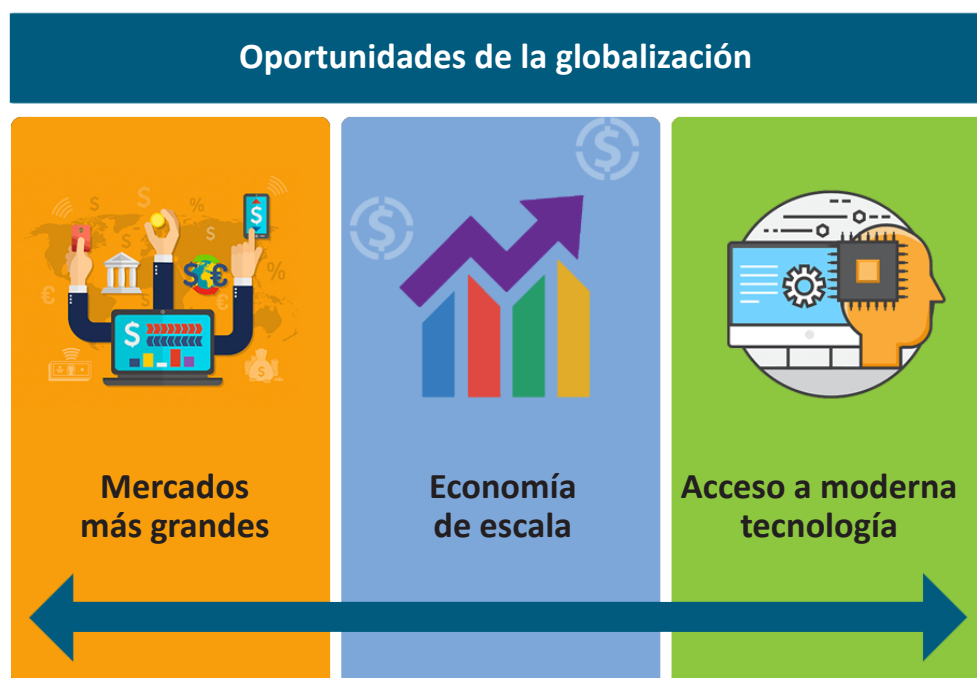 Oportunidades de la globalización
Mercados
más grandes
Economía
de escala
Acceso a moderna
tecnología